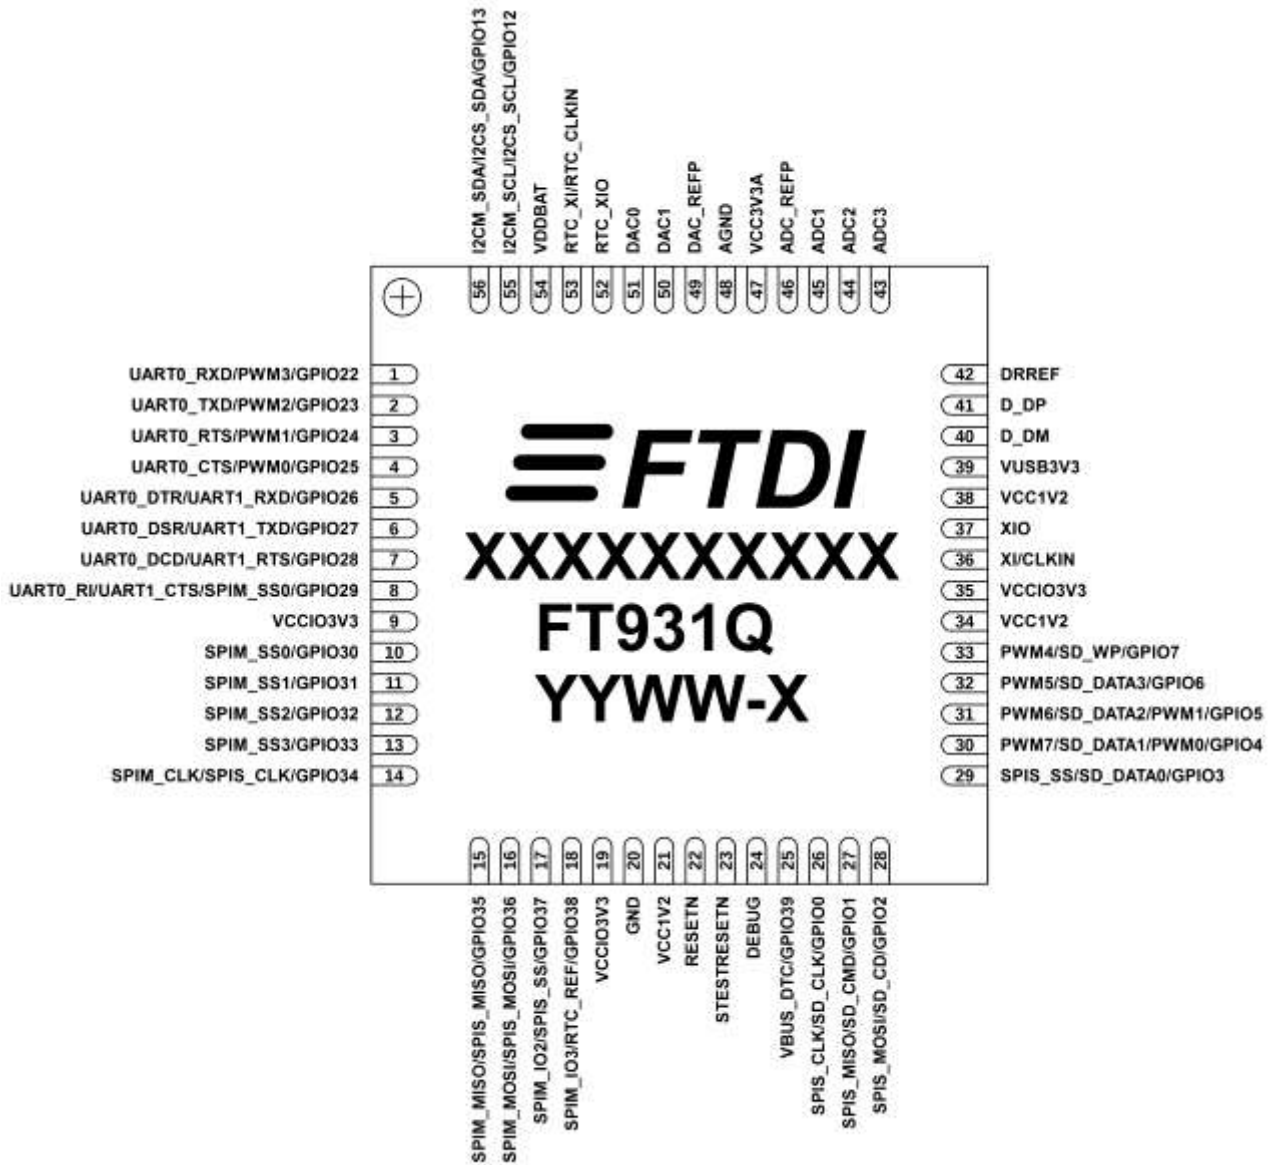 I2CM_SDA/I2CS_SDA/GPIO13
I2CM_SCL/I2CS_SCL/GPIO12
VDDBAT
RTC_XI/RTC_CLKIN
RTC_XIO
DAC0
DAC1
DAC_REFP
AGND
VCC3V3A
ADC_REFP
ADC1
ADC2
ADC3
56
55
54
53
52
51
50
49
48
47
46
45
44
43
UART0_RXD/PWM3/GPIO22 1
UART0_TXD/PWM2/GPIO23 2
UART0_RTS/PWM1/GPIO24 3
UART0_CTS/PWM0/GPIO25 4
UART0_DTR/UART1_RXD/GPIO26 5
UART0_DSR/UART1_TXD/GPIO27 6
UART0_DCD/UART1_RTS/GPIO28 7
UART0_RI/UART1_CTS/SPIM_SS0/GPIO29 8
VCCIO3V3 9
SPIM_SS0/GPIO30 10
SPIM_SS1/GPIO31 11
SPIM_SS2/GPIO32 12
SPIM_SS3/GPIO33 13
SPIM_CLK/SPIS_CLK/GPIO34 14
FTDI
XXXXXXXXXX
FT931Q
YYWW-X
42 DRREF
41 D_DP
40 D_DM
39 VUSB3V3
38 VCC1V2
37 XIO
36 XI/CLKIN
35 VCCIO3V3
34 VCC1V2
33 PWM4/SD_WP/GPIO7
32 PWM5/SD_DATA3/GPIO6
31 PWM6/SD_DATA2/PWM1/GPIO5
30 PWM7/SD_DATA1/PWM0/GPIO4
29 SPIS_SS/SD_DATA0/GPIO3
15
16
17
18
19
20
21
22
23
24
25
26
27
28
SPIM_MISO/SPIS_MISO/GPIO35
SPIM_MOSI/SPIS_MOSI/GPIO36
SPIM_IO2/SPIS_SS/GPIO37
SPIM_IO3/RTC_REF/GPIO38
VCCIO3V3
GND
VCC1V2
RESETN
STESTRESETN
DEBUG
VBUS_DTC/GPIO39
SPIS_CLK/SD_CLK/GPIO0
SPIS_MISO/SD_CMD/GPIO1
SPIS_MOSI/SD_CD/GPIO2